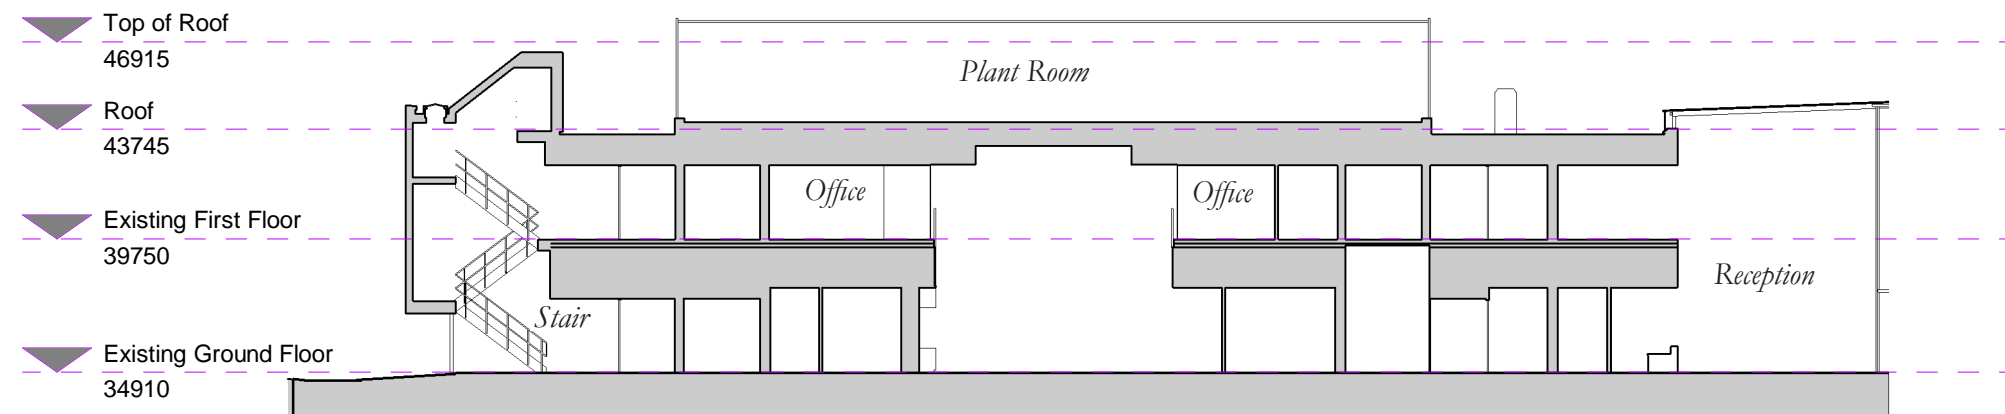 Top of Roof
46915
Plant Room
Roof
43745
Office
Office
Existing First Floor
39750
Reception
Stair
Existing Ground Floor
34910